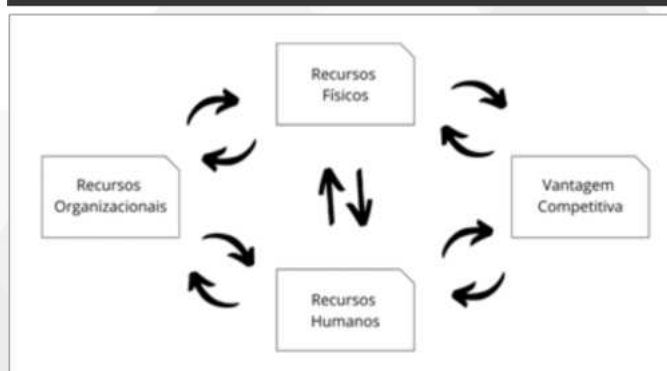 Recursos
Físicos
Recursos
Organizacionais
Vantagem
Competitiva
Recursos
Humanos